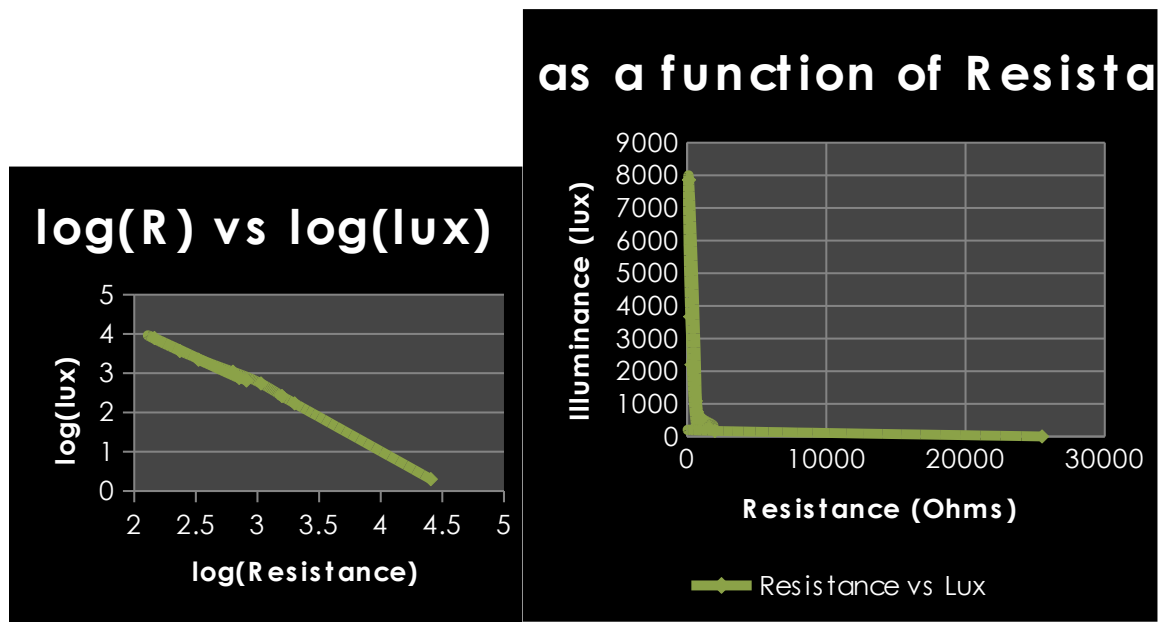 log(R) vs log(lux)
5
4
3
2
1
0
2 2.5 3 3.5 4 4.5 5
log(lux)
log(Resistance)
as a function of Resista
9000
8000
7000
6000
5000
4000
3000
2000
1000
0
0 10000 20000 30000
Illuminance (lux)
Resistance (Ohms)
Resistance vs Lux